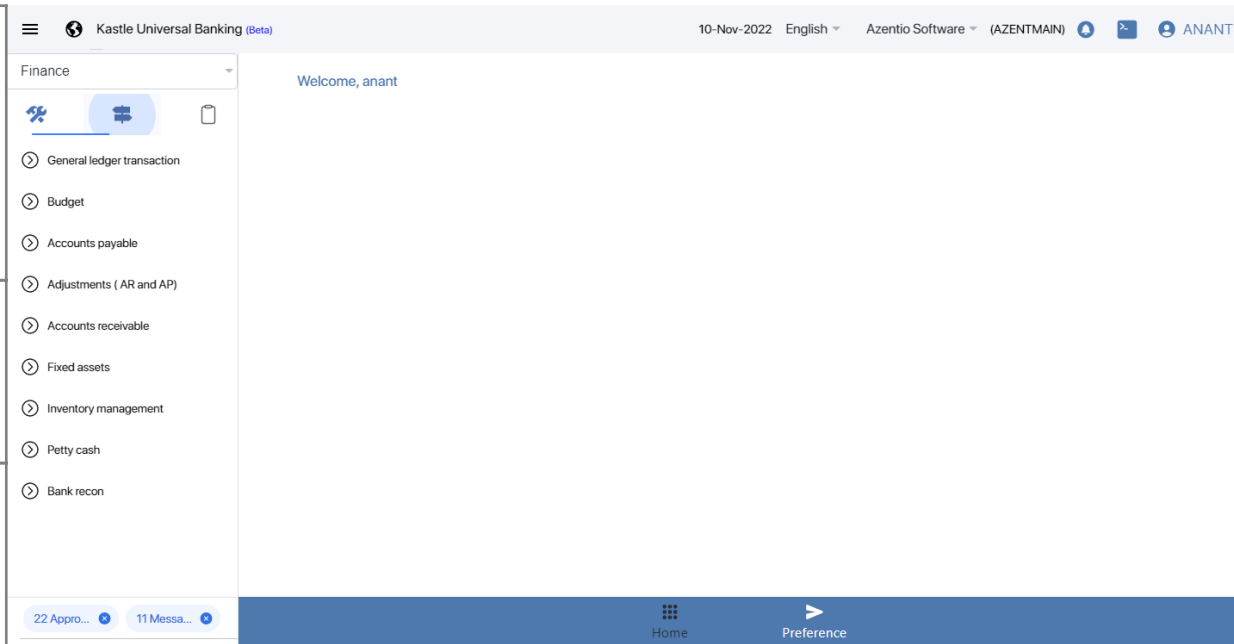 Kastle Universal Banking (Beta)
10-Nov-2022 English Azentio Software (AZENTMAIN) ANANT
Finance
Welcome, anant
General ledger transaction
Budget
Accounts payable
Adjustments ( AR and AP)
Accounts receivable
Fixed assets
Inventory management
Petty cash
Bank recon
22 Appro... 11 Messa...
Home Preference